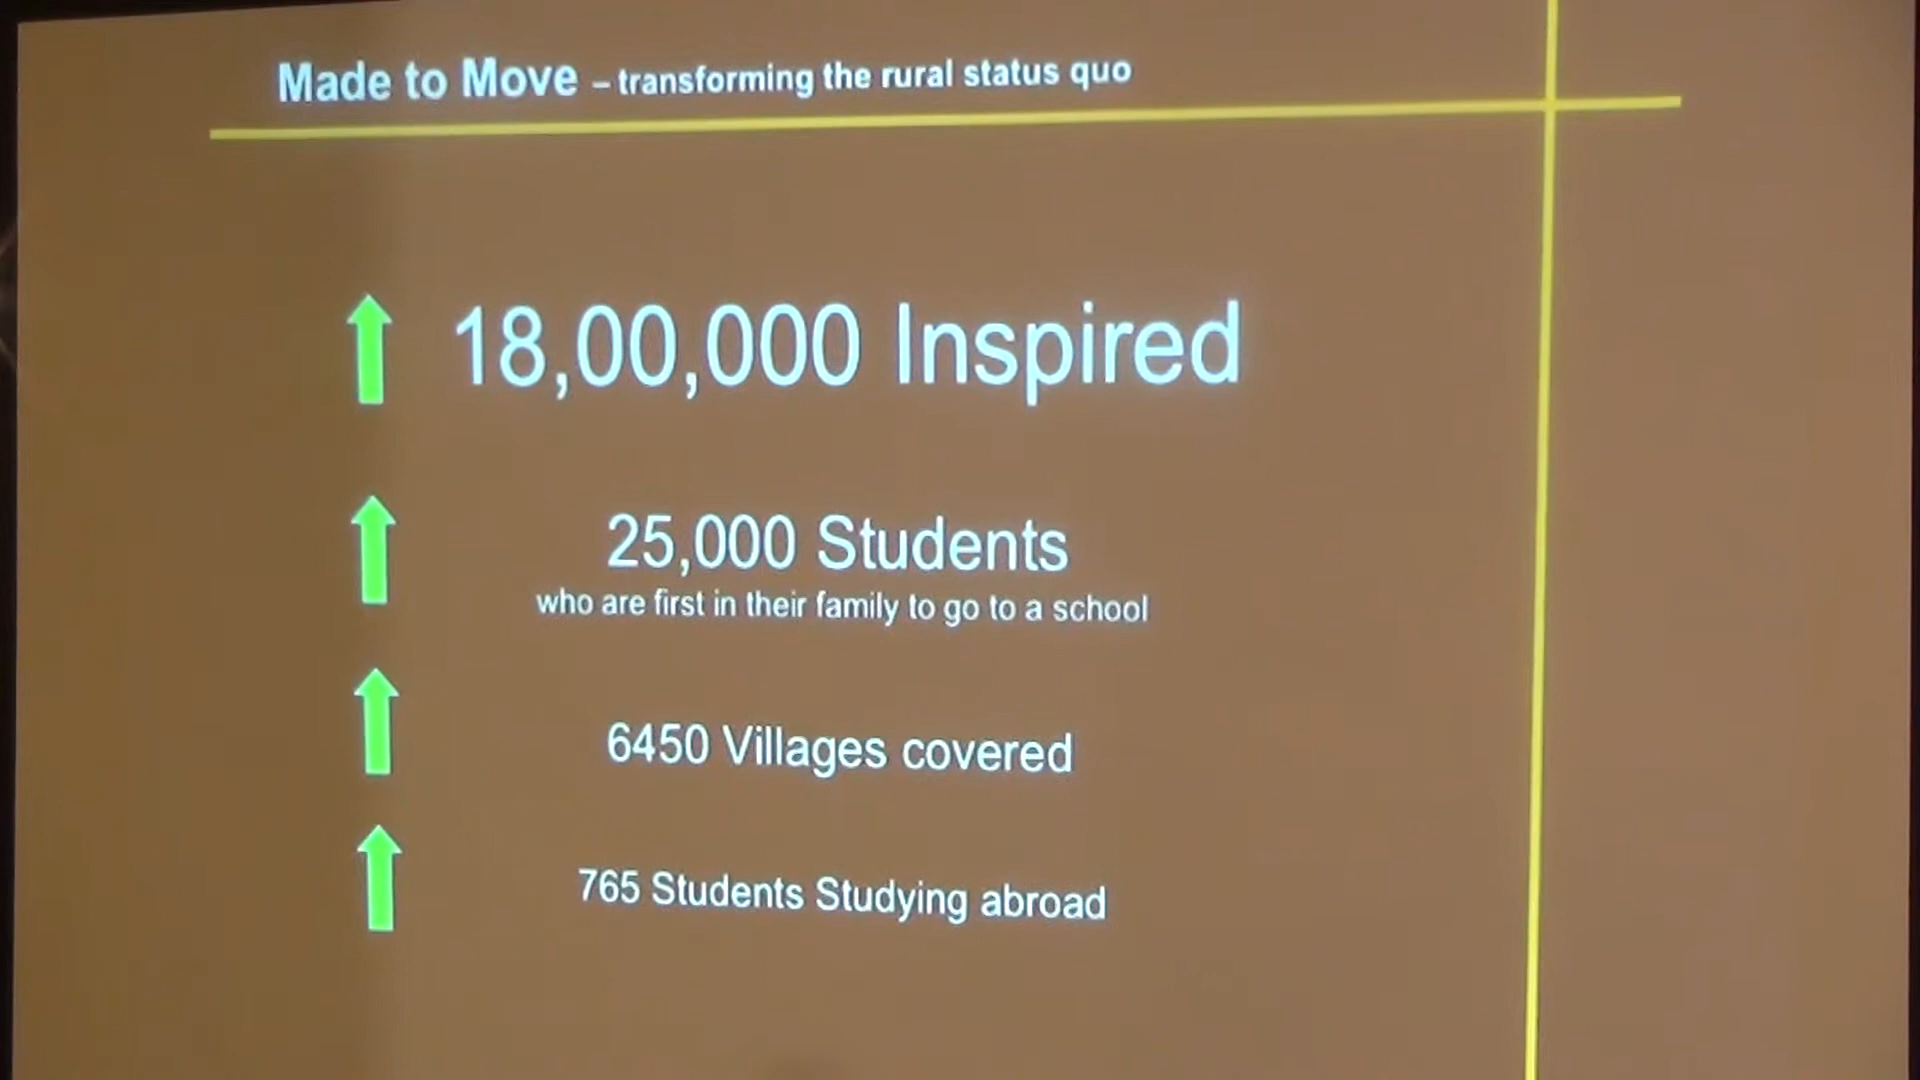 Made to Move – transforming the rural status quo
18,00,000 Inspired
25,000 Students
who are first in their family to go to a school
6450 Villages covered
765 Students Studying abroad